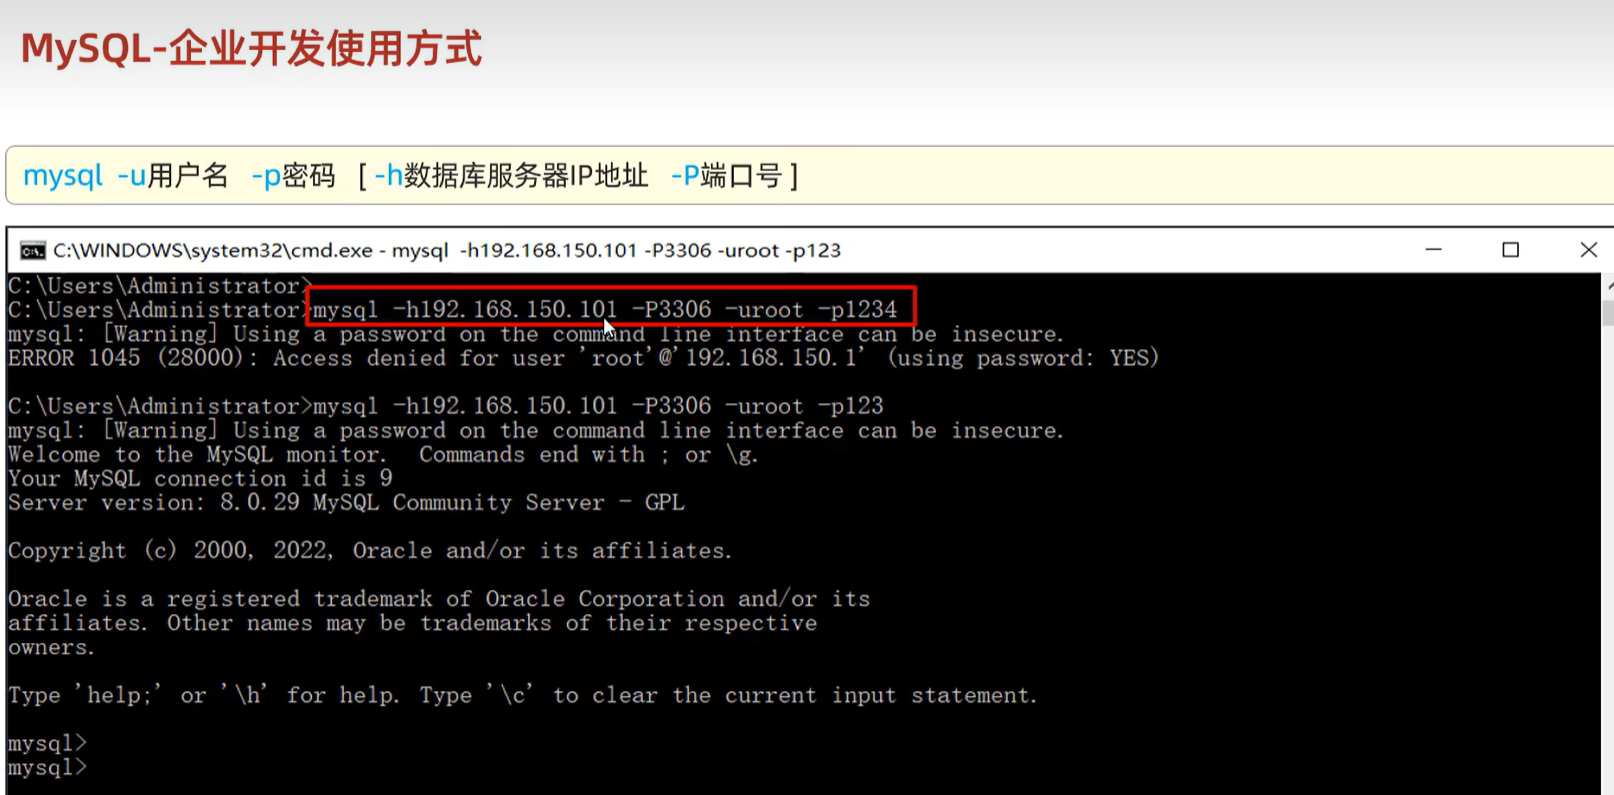 MySQL-企业开发使用方式
mysql -u用户名 -p密码 [ -h数据库服务器IP地址 -P端口号 ]
C:\WINDOWS\system32\cmd.exe - mysql -h192.168.150.101 -P3306 -uroot -p123
C:\Users\Administrator>
C:\Users\Administrator>mysql -h192.168.150.101 -P3306 -uroot -p1234
mysql: [Warning] Using a password on the command line interface can be insecure.
ERROR 1045 (28000): Access denied for user 'root'@'192.168.150.1' (using password: YES)
C:\Users\Administrator>mysql -h192.168.150.101 -P3306 -uroot -p123
mysql: [Warning] Using a password on the command line interface can be insecure.
Welcome to the MySQL monitor.  Commands end with ; or \g.
Your MySQL connection id is 9
Server version: 8.0.29 MySQL Community Server - GPL
Copyright (c) 2000, 2022, Oracle and/or its affiliates.
Oracle is a registered trademark of Oracle Corporation and/or its
affiliates. Other names may be trademarks of their respective
owners.
Type 'help;' or '\h' for help. Type '\c' to clear the current input statement.
mysql>
mysql>